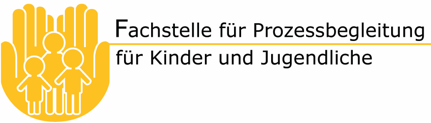 Fachstelle für Prozessbegleitung
für Kinder und Jugendliche